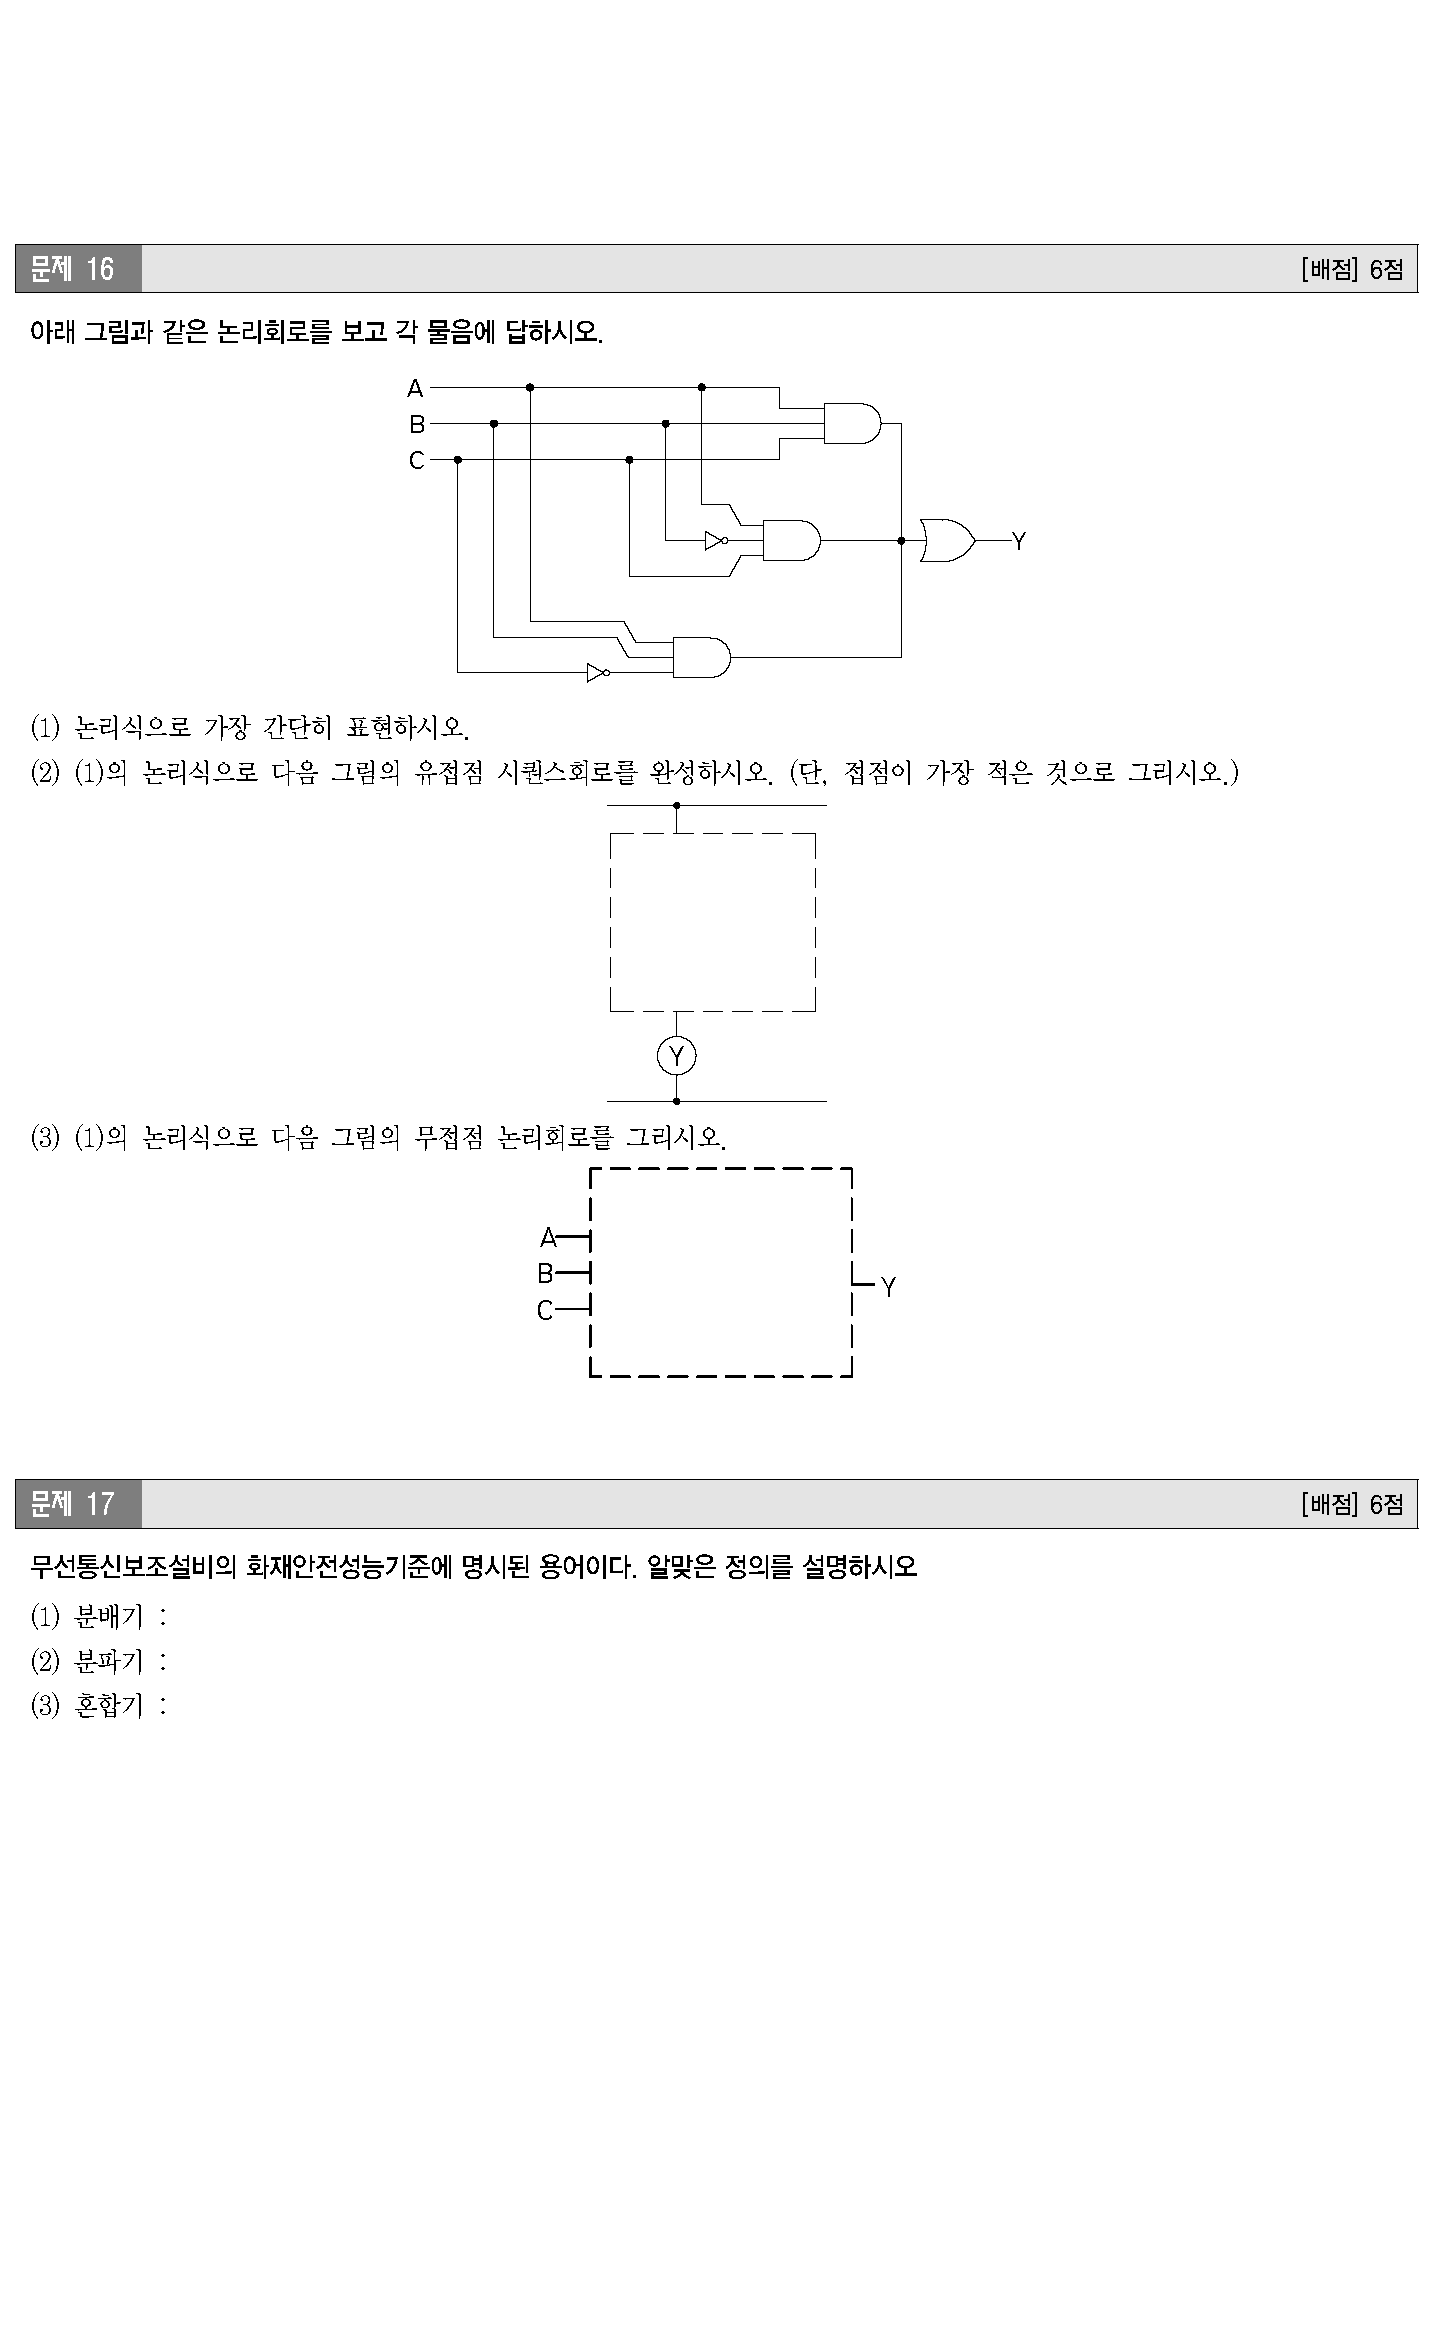 문제 16 [배점] 6점
아래 그림과 같은 논리회로를 보고 각 물음에 답하시오.
A
B
C
Y
(1) 논리식으로 가장 간단히 표현하시오.
(2) (1)의 논리식으로 다음 그림의 유접점 시퀀스회로를 완성하시오. (단, 접점이 가장 적은 것으로 그리시오.)
Y
(3) (1)의 논리식으로 다음 그림의 무접점 논리회로를 그리시오.
A
B
Y
C
문제 17 [배점] 6점
무선통신보조설비의 화재안전성능기준에 명시된 용어이다. 알맞은 정의를 설명하시오
(1) 분배기 :
(2) 분파기 :
(3) 혼합기 :